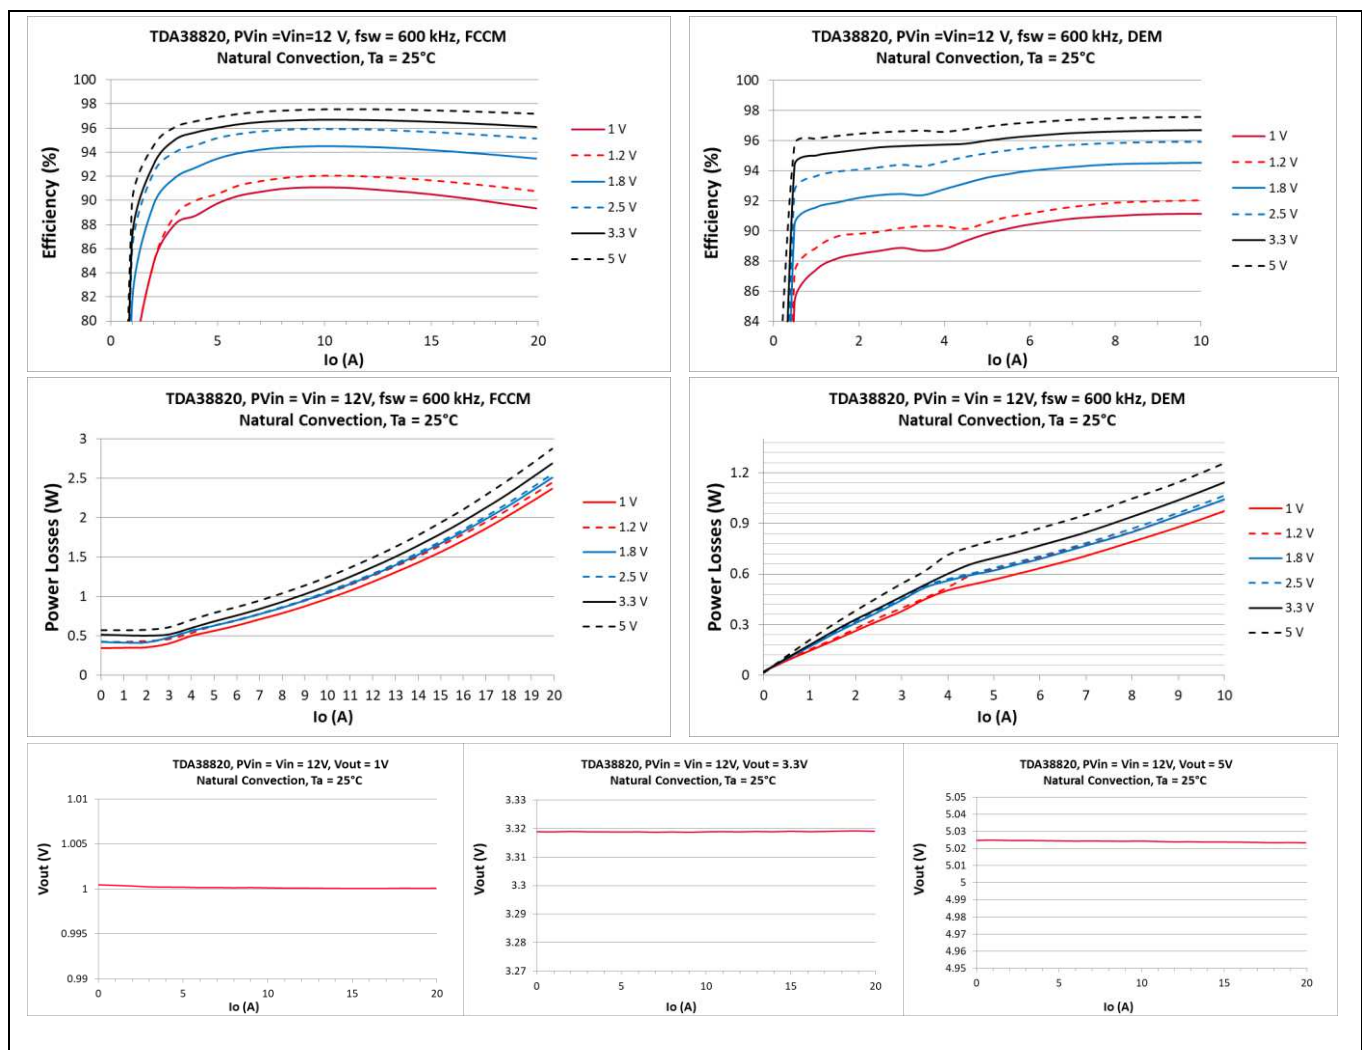 TDA38820, PVin =Vin=12 V, fsw = 600 kHz, FCCM
Natural Convection, Ta = 25°C
Efficiency (%)
100
98
96
94
92
90
88
86
84
82
80
0
5
10
15
20
Io (A)
1 V
1.2 V
1.8 V
2.5 V
3.3 V
5 V
TDA38820, PVin =Vin=12 V, fsw = 600 kHz, DEM
Natural Convection, Ta = 25°C
Efficiency (%)
100
98
96
94
92
90
88
86
84
0
2
4
6
8
10
Io (A)
1 V
1.2 V
1.8 V
2.5 V
3.3 V
5 V
TDA38820, PVin = Vin = 12V, fsw = 600 kHz, FCCM
Natural Convection, Ta = 25°C
Power Losses (W)
3
2.5
2
1.5
1
0.5
0
0 1 2 3 4 5 6 7 8 9 10 11 12 13 14 15 16 17 18 19 20
Io (A)
1 V
1.2 V
1.8 V
2.5 V
3.3 V
5 V
TDA38820, PVin = Vin = 12V, fsw = 600 kHz, DEM
Natural Convection, Ta = 25°C
Power Losses (W)
1.2
0.9
0.6
0.3
0
0 1 2 3 4 5 6 7 8 9 10
Io (A)
1 V
1.2 V
1.8 V
2.5 V
3.3 V
5 V
TDA38820, PVin = Vin = 12V, Vout = 1V
Natural Convection, Ta = 25°C
Vout (V)
1.01
1.005
1
0.995
0.99
0
5
10
15
20
Io (A)
TDA38820, PVin = Vin = 12V, Vout = 3.3V
Natural Convection, Ta = 25°C
Vout (V)
3.33
3.32
3.31
3.3
3.29
3.28
3.27
0
5
10
15
20
Io (A)
TDA38820, PVin = Vin = 12V, Vout = 5V
Natural Convection, Ta = 25°C
Vout (V)
5.05
5.04
5.03
5.02
5.01
5
4.99
4.98
4.97
4.96
4.95
0
5
10
15
20
Io (A)